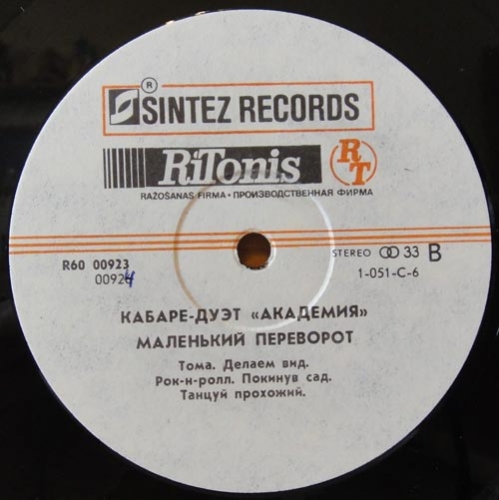 ®
SINTEZ RECORDS
RiTonis
RT
RAŽOŠANAS FIRMA • ПРОИЗВОДСТВЕННАЯ ФИРМА
R60 00923
00924
STEREO 33 B
1-051-C-6
КАБАРЕ-ДУЭТ «АКАДЕМИЯ»
МАЛЕНЬКИЙ ПЕРЕВОРОТ
Тома. Делаем вид.
Рок-н-ролл. Покинув сад.
Танцуй прохожий.